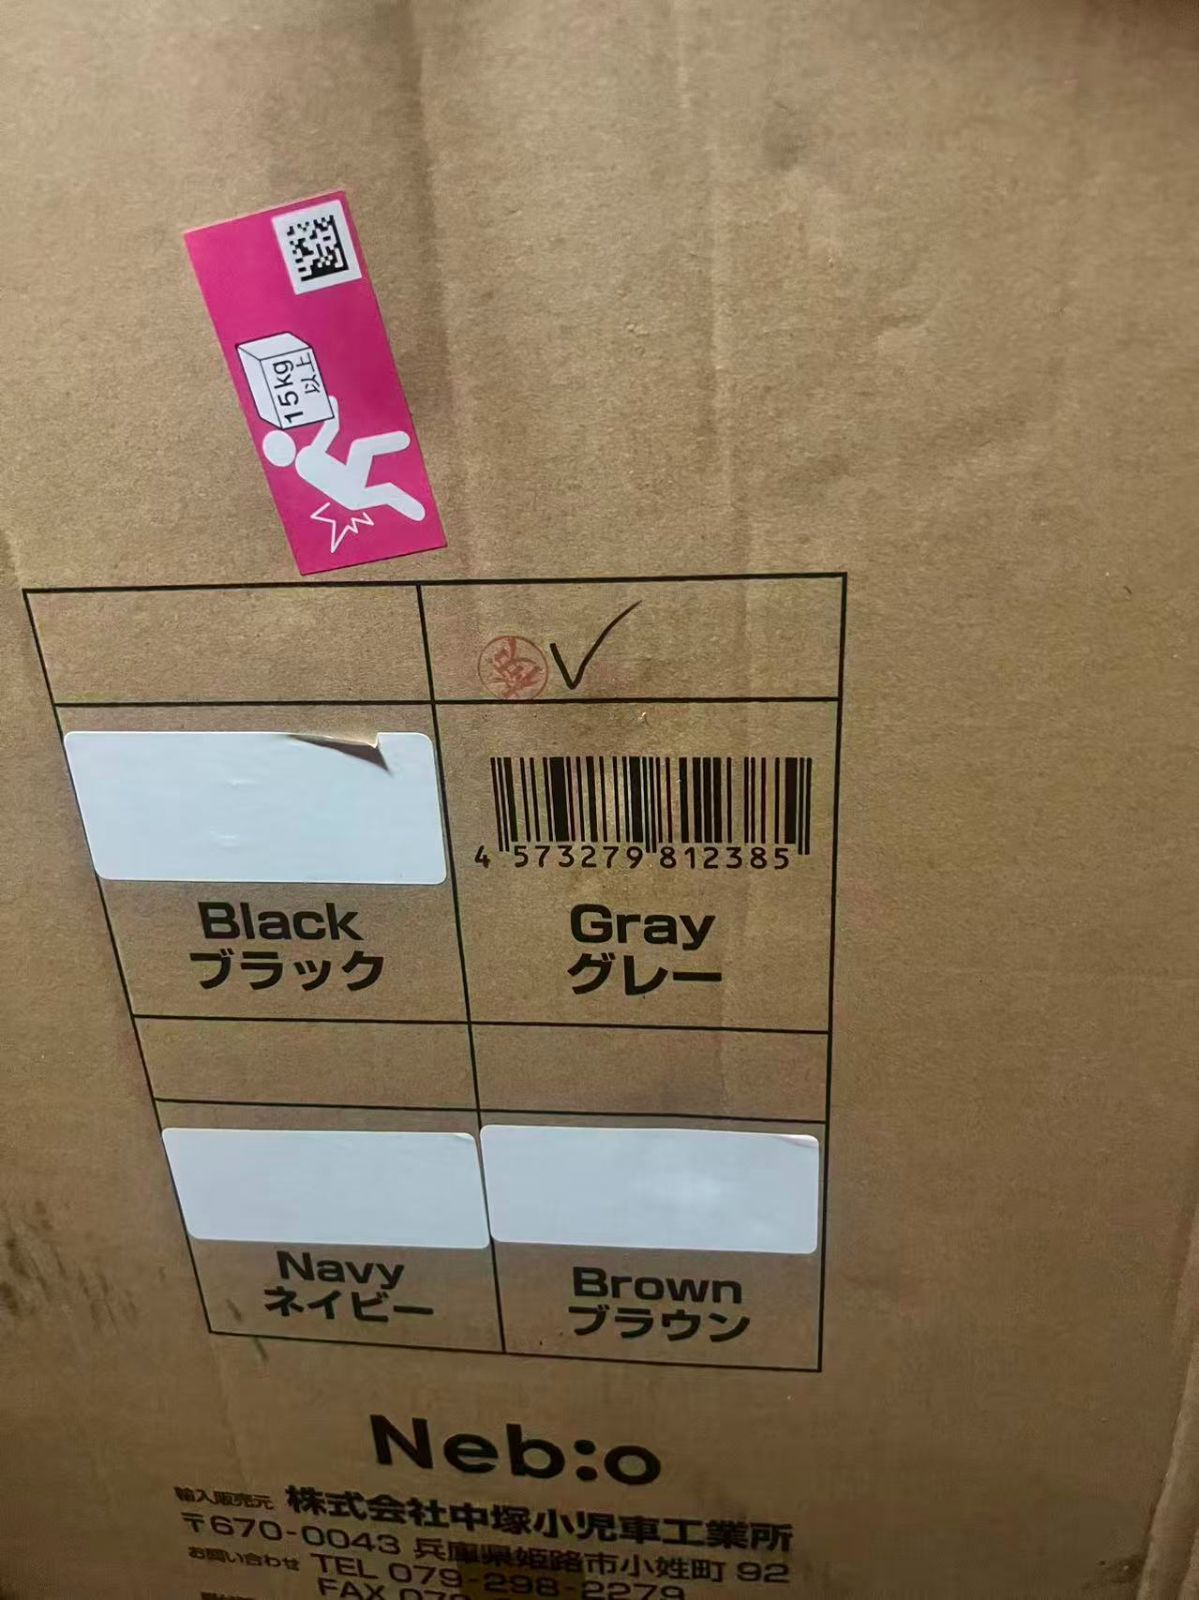 15kg
以上
4 573279 812385
Black
ブラック
Gray
グレー
Navy
ネイビー
Brown
ブラウン
Neb:o
輸入販売元 株式会社中塚小児車工業所
〒670-0043 兵庫県姫路市小姓町 92
お問い合わせ TEL 079-298-2279
FAX 079